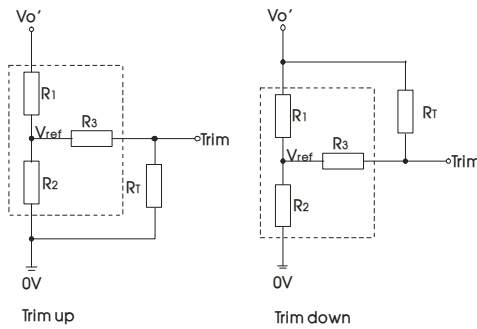 Vo'
R1
Vref
R3
Trim
R2
RT
0V
Trim up
Vo'
R1
RT
Vref
R3
Trim
R2
0V
Trim down